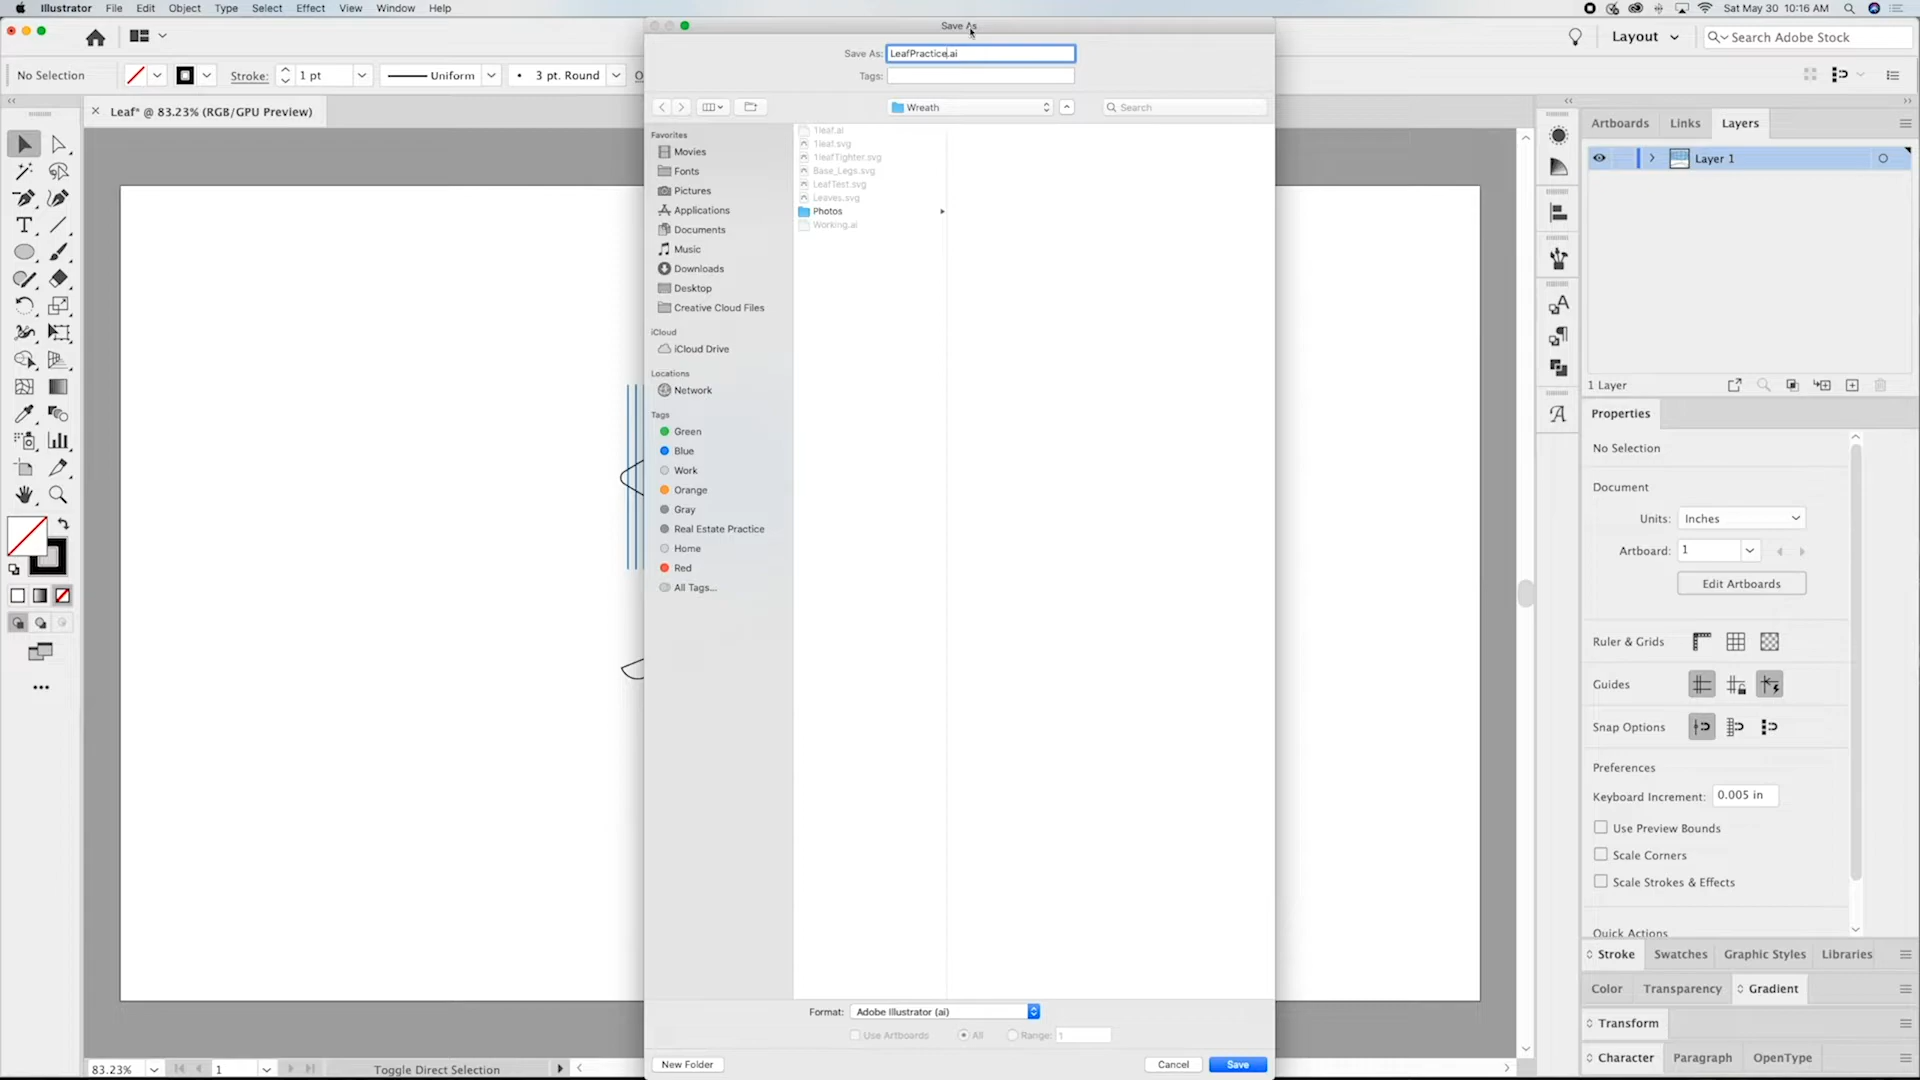 Illustrator File Edit Object Type Select Effect View Window Help
Sat May 30 10:16 AM
Save As
Layout
Search Adobe Stock
Save As: LeafPractice.ai
Tags:
No Selection
Stroke: 1 pt
Uniform
3 pt. Round
Leaf* @ 83.23% (RGB/GPU Preview)
Wreath
Search
Favorites
Movies
Fonts
Pictures
Applications
Documents
Music
Downloads
Desktop
Creative Cloud Files
iCloud
iCloud Drive
Locations
Network
Tags
Green
Blue
Work
Orange
Gray
Real Estate Practice
Home
Red
All Tags...
1leaf.ai
1leaf.svg
1leafTighter.svg
Base_Legs.svg
LeafTest.svg
Leaves.svg
Photos
Working.ai
Format: Adobe Illustrator (ai)
Use Artboards All Range: 1
New Folder
Cancel
Save
83.23%
1
Toggle Direct Selection
Artboards Links Layers
Layer 1
1 Layer
Properties
No Selection
Document
Units: Inches
Artboard: 1
Edit Artboards
Ruler & Grids
Guides
Snap Options
Preferences
Keyboard Increment: 0.005 in
Use Preview Bounds
Scale Corners
Scale Strokes & Effects
Quick Actions
Stroke Swatches Graphic Styles Libraries
Color Transparency Gradient
Transform
Character Paragraph OpenType